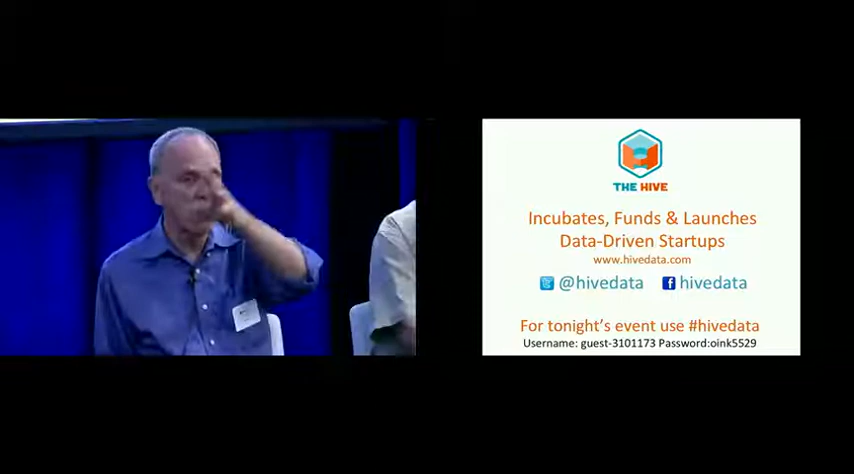 THE HIVE
Incubates, Funds & Launches
Data-Driven Startups
www.hivedata.com
@hivedata
hivedata
For tonight's event use #hivedata
Username: guest-3101173 Password:oink5529